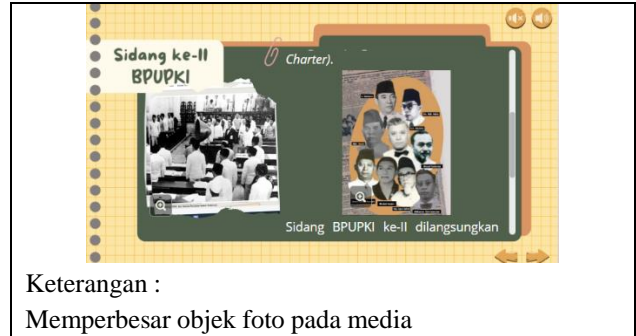 Sidang ke-II
BPUPKI
Charter).
Sidang BPUPKI ke-II dilangsungkan
Keterangan :
Memperbesar objek foto pada media